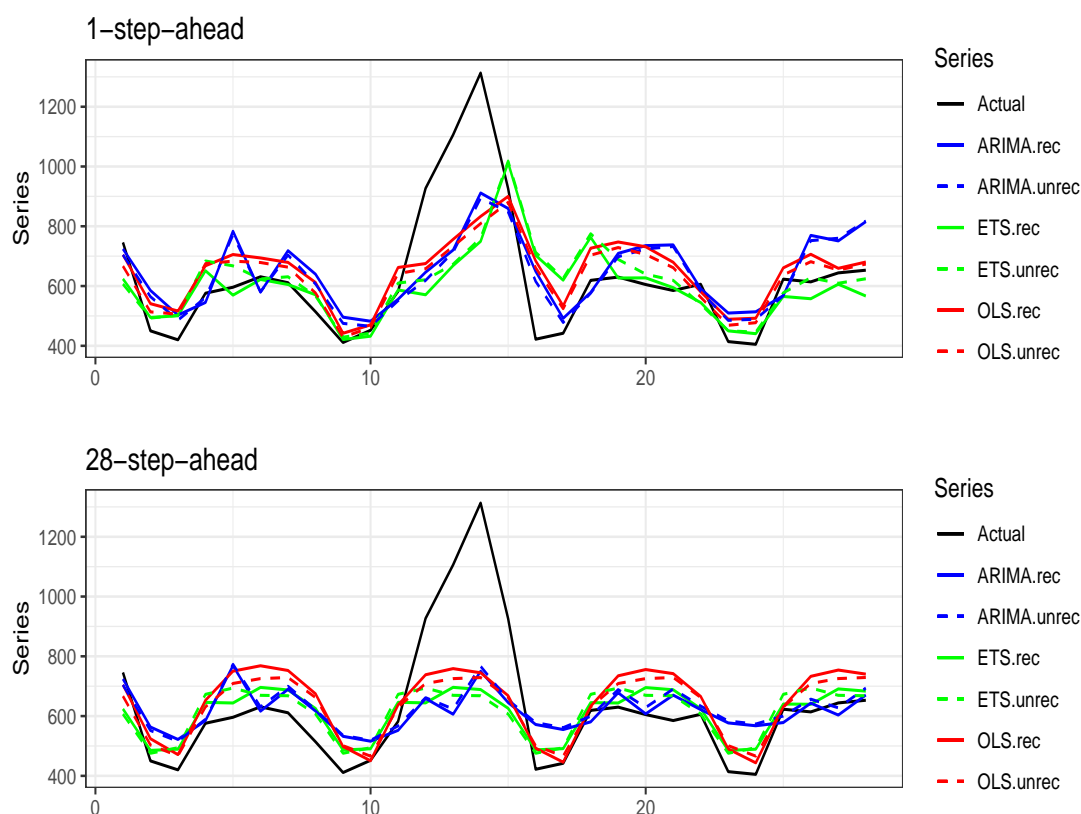 1−step−ahead
Series
1200
1000
800
600
400
0
10
20
Series
Actual
ARIMA.rec
ARIMA.unrec
ETS.rec
ETS.unrec
OLS.rec
OLS.unrec
28−step−ahead
Series
1200
1000
800
600
400
0
10
20
Series
Actual
ARIMA.rec
ARIMA.unrec
ETS.rec
ETS.unrec
OLS.rec
OLS.unrec